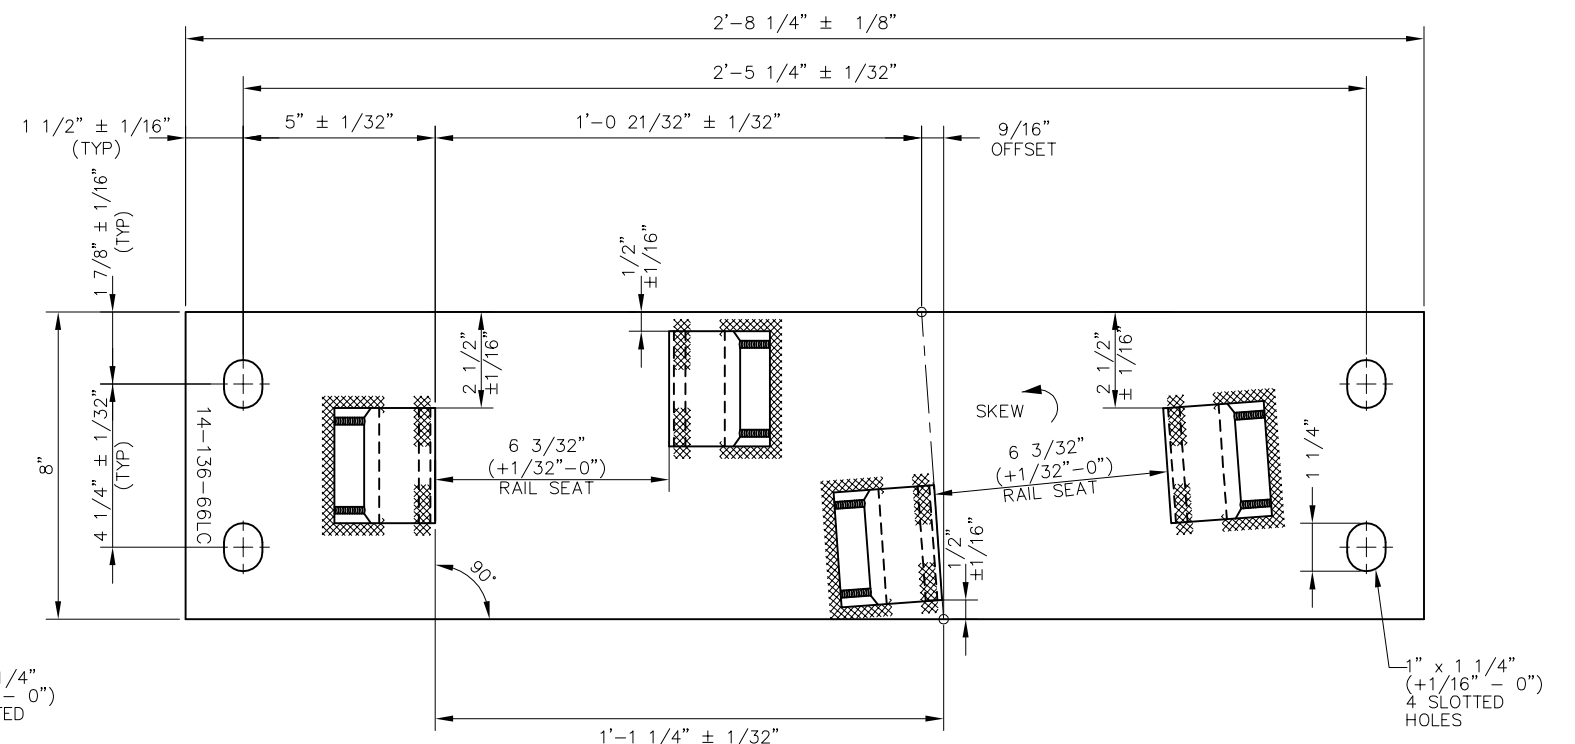 2'-8 1/4" ± 1/8"
2'-5 1/4" ± 1/32"
1 1/2" ± 1/16"
(TYP)
5" ± 1/32"
1'-0 21/32" ± 1/32"
9/16"
OFFSET
1 7/8" ± 1/16"
(TYP)
1/2"
±1/16"
2 1/2"
±1/16"
2 1/2"
± 1/16"
SKEW
8"
4 1/4" ± 1/32"
(TYP)
14-136-66LC
6 3/32"
(+1/32"-0")
RAIL SEAT
6 3/32"
(+1/32"-0")
RAIL SEAT
1 1/4"
90°
1/2"
±1/16"
/4"
- 0")
TED
1" x 1 1/4"
(+1/16" - 0")
4 SLOTTED
HOLES
1'-1 1/4" ± 1/32"